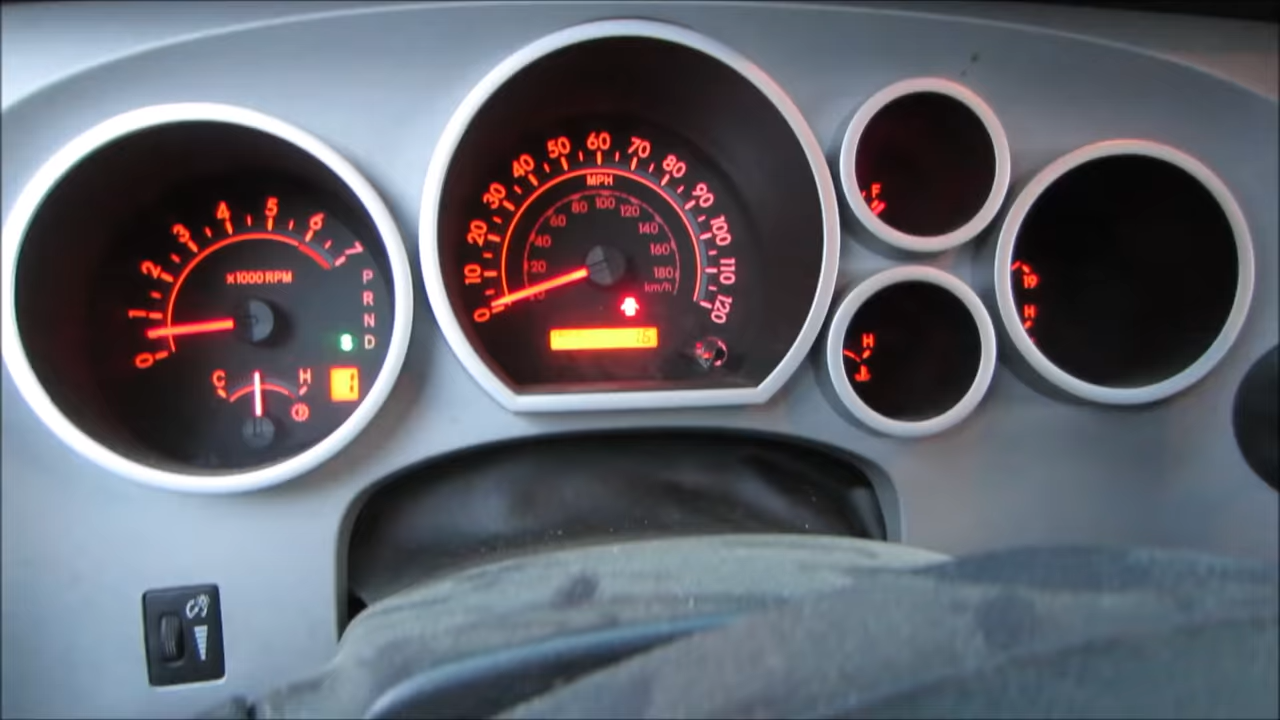 0 1 2 3 4 5 6 7
x1000 RPM
P
R
N
D
S
1
C H
0 10 20 30 40 50 60 70 80 90 100 110 120
MPH
20 40 60 80 100 120 140 160 180
km/h
F
H
19
H